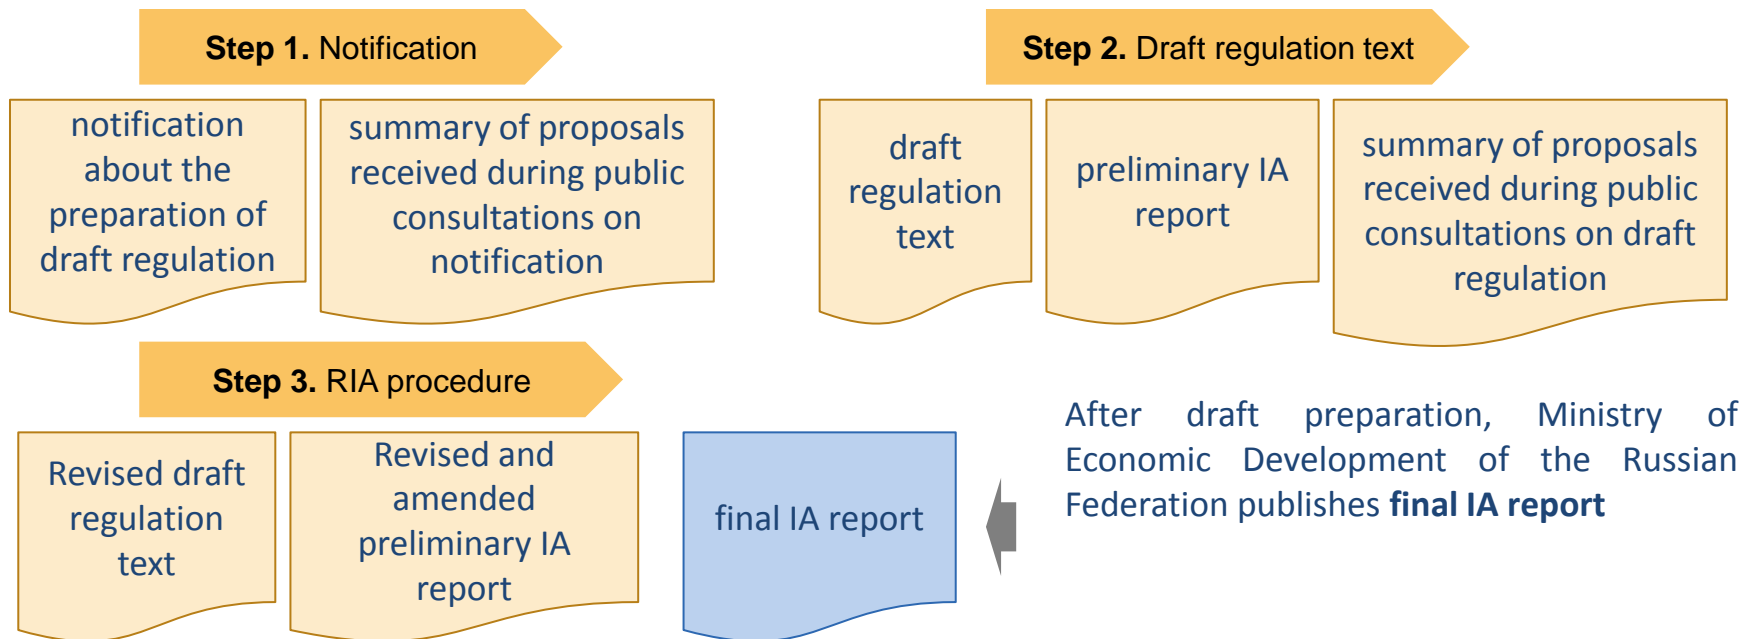 Step 1. Notification
notification
about the
preparation of
draft regulation
summary of proposals
received during public
consultations on
notification
Step 2. Draft regulation text
draft
regulation
text
preliminary IA
report
summary of proposals
received during public
consultations on draft
regulation
Step 3. RIA procedure
Revised draft
regulation
text
Revised and
amended
preliminary IA
report
final IA report
After draft preparation, Ministry of
Economic Development of the Russian
Federation publishes final IA report